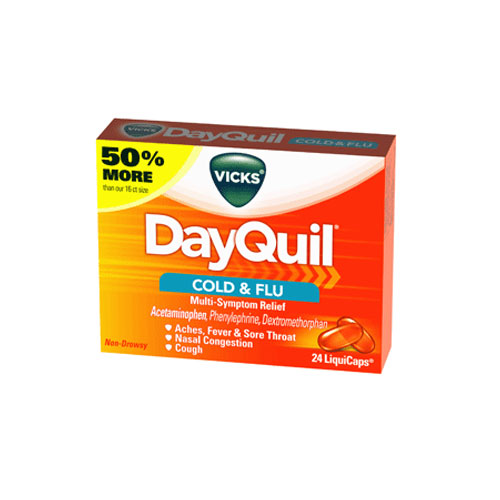 VICKS DayQuil COLD & FLU
50%
MORE
than our 16 ct size
VICKS®
DayQuil®
COLD & FLU
Multi-Symptom Relief
Acetaminophen, Phenylephrine, Dextromethorphan
• Aches, Fever & Sore Throat
• Nasal Congestion
• Cough
Non-Drowsy
24 LiquiCaps®